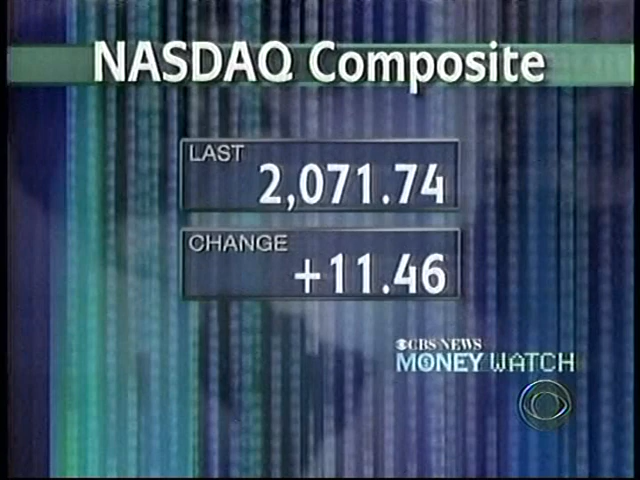 NASDAQ Composite
LAST
2,071.74
CHANGE
+11.46
CBS NEWS
MONEY WATCH